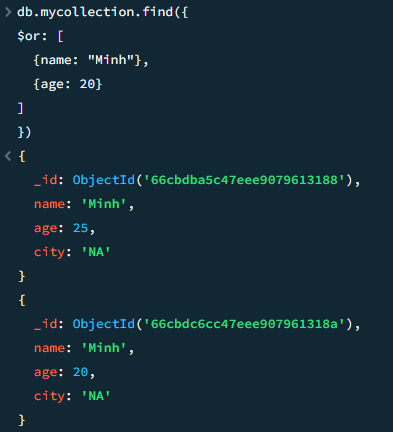 > db.mycollection.find({
$or: [
{name: "Minh"},
{age: 20}
]
})
< {
_id: ObjectId('66cbdba5c47eee9079613188'),
name: 'Minh',
age: 25,
city: 'NA'
}
{
_id: ObjectId('66cbdc6cc47eee907961318a'),
name: 'Minh',
age: 20,
city: 'NA'
}